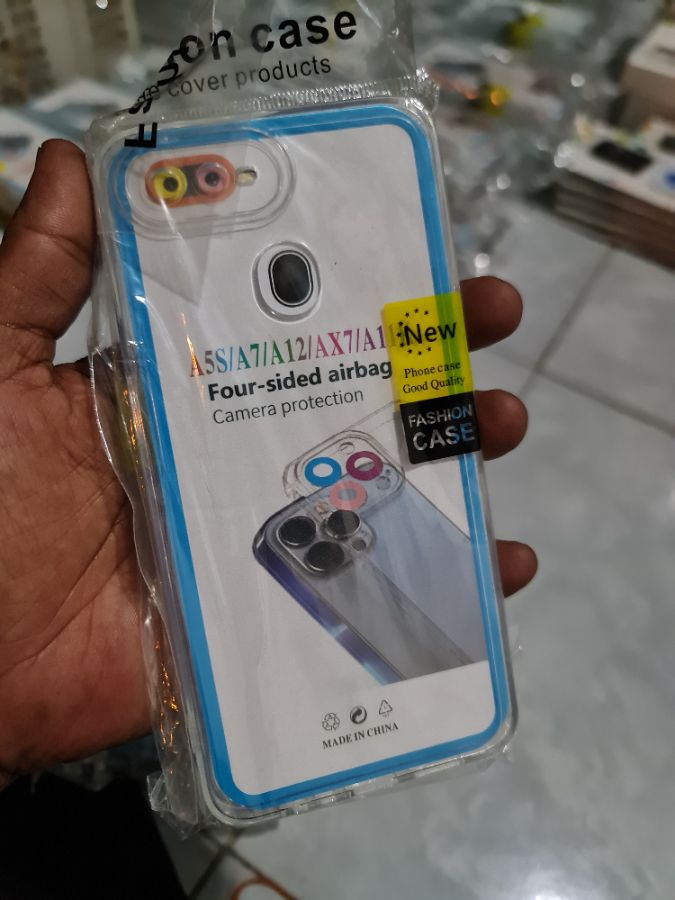 on case
cover products
A5S/A7/A12/AX7/A11
Four-sided airbag
Camera protection
New
Phone case
Good Quality
FASHION
CASE
MADE IN CHINA